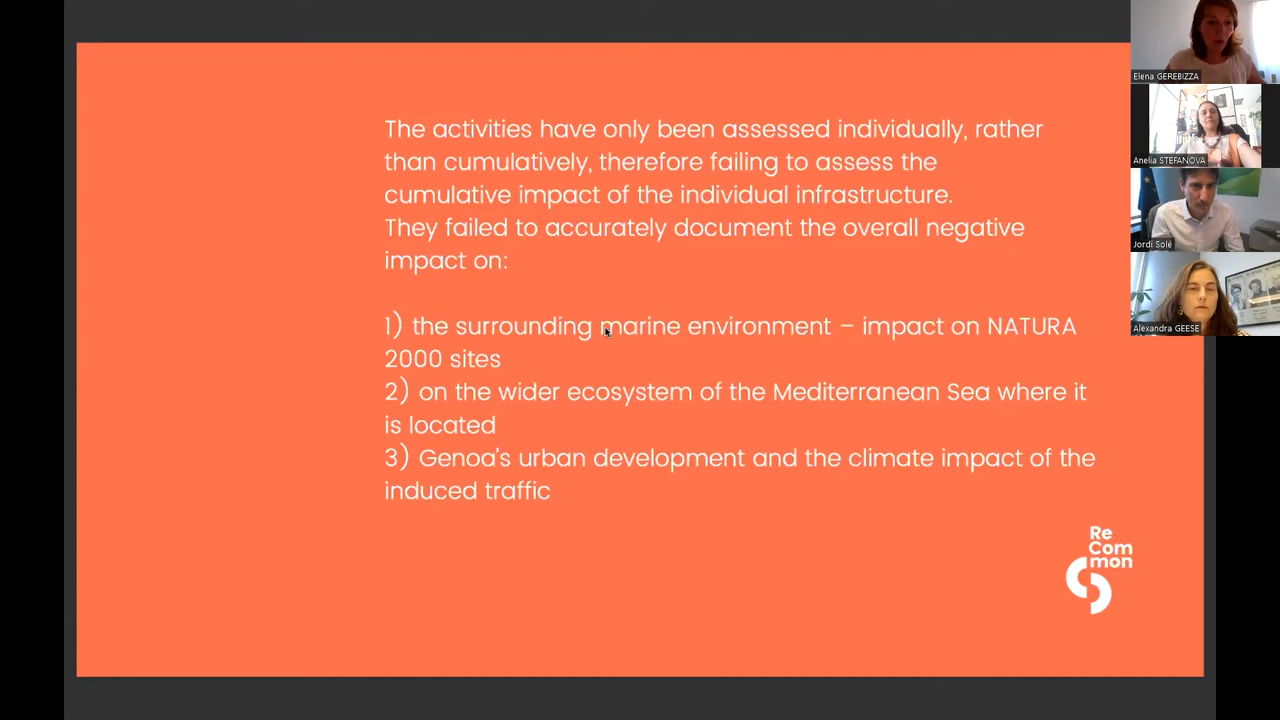 The activities have only been assessed individually, rather
than cumulatively, therefore failing to assess the
cumulative impact of the individual infrastructure.
They failed to accurately document the overall negative
impact on:
1) the surrounding marine environment – impact on NATURA
2000 sites
2) on the wider ecosystem of the Mediterranean Sea where it
is located
3) Genoa's urban development and the climate impact of the
induced traffic
Re
Com
mon
Elena GEREBIZZA
Anelia STEFANOVA
Jordi Solé
Alexandra GEESE